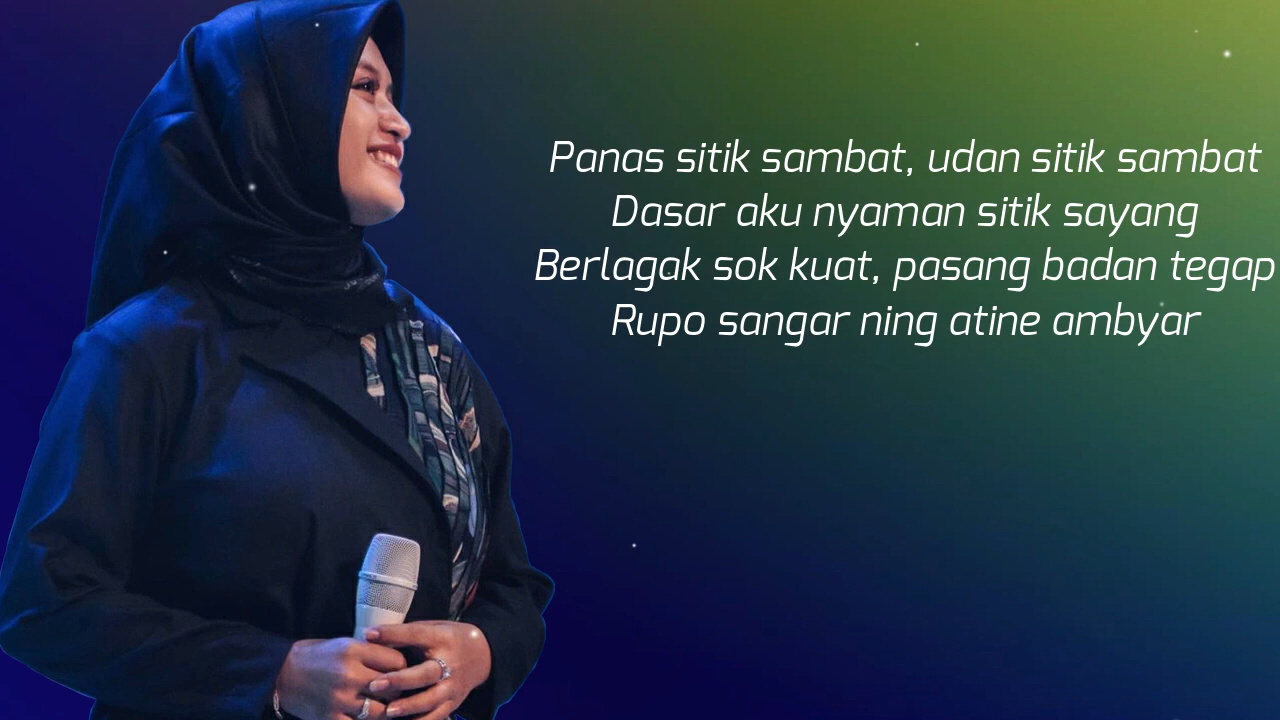 Panas sitik sambat, udan sitik sambat
Dasar aku nyaman sitik sayang
Berlagak sok kuat, pasang badan tegap
Rupo sangar ning atine ambyar